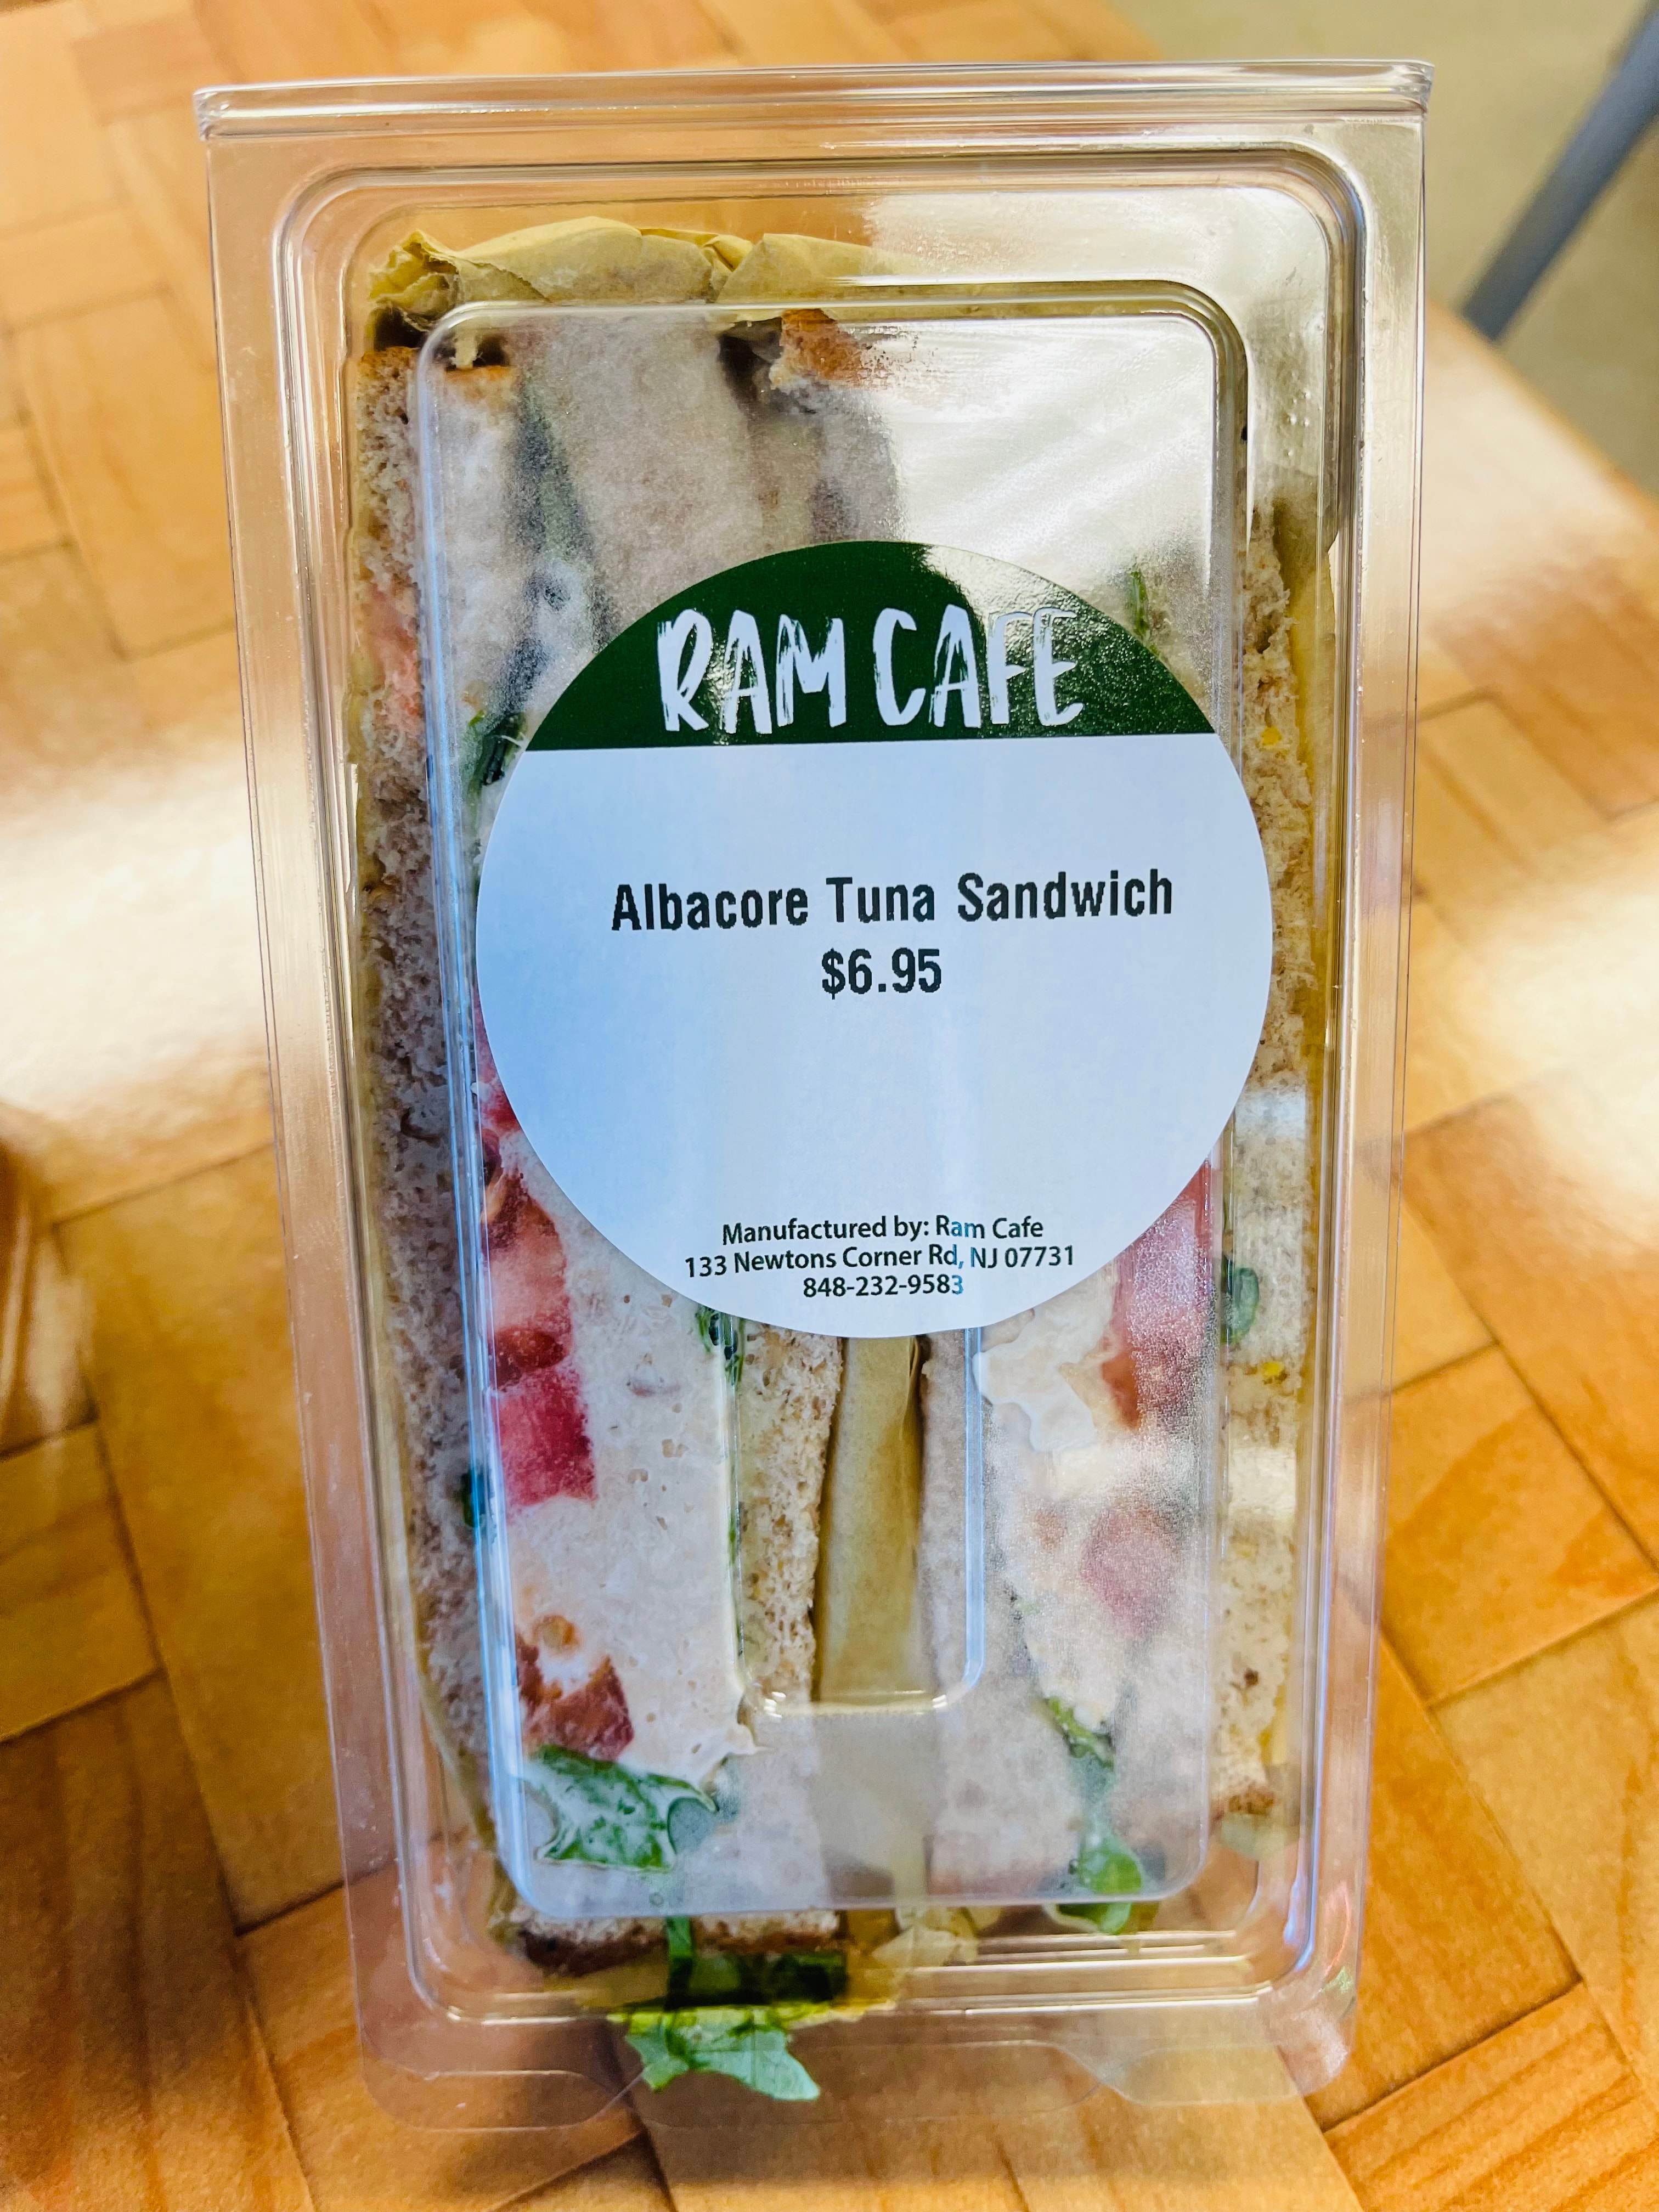 RAM CAFE
Albacore Tuna Sandwich
$6.95
Manufactured by: Ram Cafe
133 Newtons Corner Rd, NJ 07731
848-232-9583